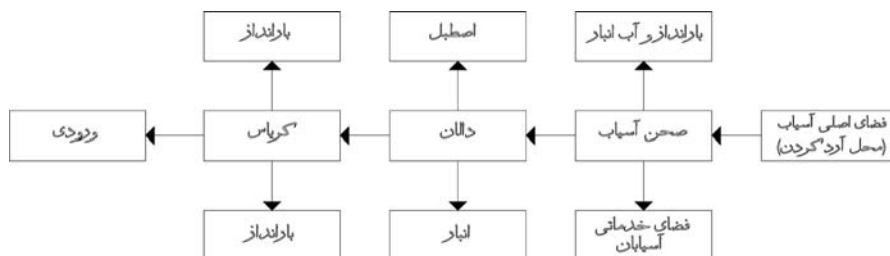 بارانداز و آب انبار
اصطبل
بارانداز
فضای اصلی آسیاب
(محل آرد کردن)
صحن آسیاب
دالان
کریاس
ورودی
فضای خدماتی
آسیابان
انبار
بارانداز